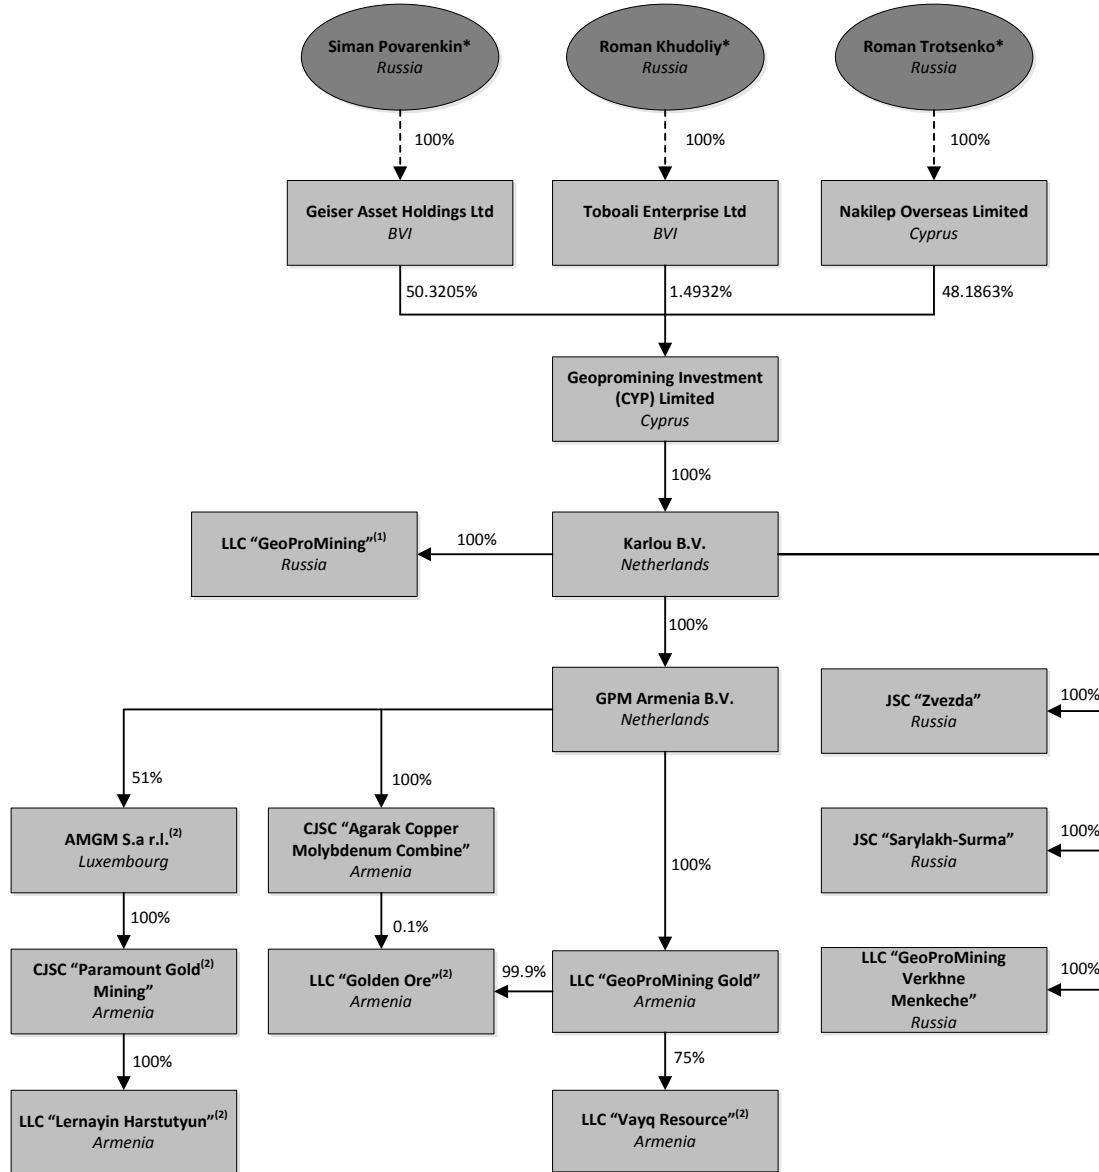 Siman Povarenkin*
Russia
Roman Khudoliy*
Russia
Roman Trotsenko*
Russia
100%
100%
100%
Geiser Asset Holdings Ltd
BVI
Toboali Enterprise Ltd
BVI
Nakilep Overseas Limited
Cyprus
50.3205%
1.4932%
48.1863%
Geopromining Investment
(CYP) Limited
Cyprus
100%
LLC “GeoProMining”(1)
Russia
100%
Karlou B.V.
Netherlands
100%
GPM Armenia B.V.
Netherlands
JSC “Zvezda”
Russia
100%
51%
100%
100%
AMGM S.a r.l.(2)
Luxembourg
CJSC “Agarak Copper
Molybdenum Combine”
Armenia
JSC “Sarylakh-Surma”
Russia
100%
100%
0.1%
CJSC “Paramount Gold(2)
Mining”
Armenia
LLC “Golden Ore”(2)
Armenia
99.9%
LLC “GeoProMining Gold”
Armenia
LLC “GeoProMining
Verkhne
Menkeche”
Russia
100%
100%
75%
LLC “Lernayin Harstutyun”(2)
Armenia
LLC “Vayq Resource”(2)
Armenia